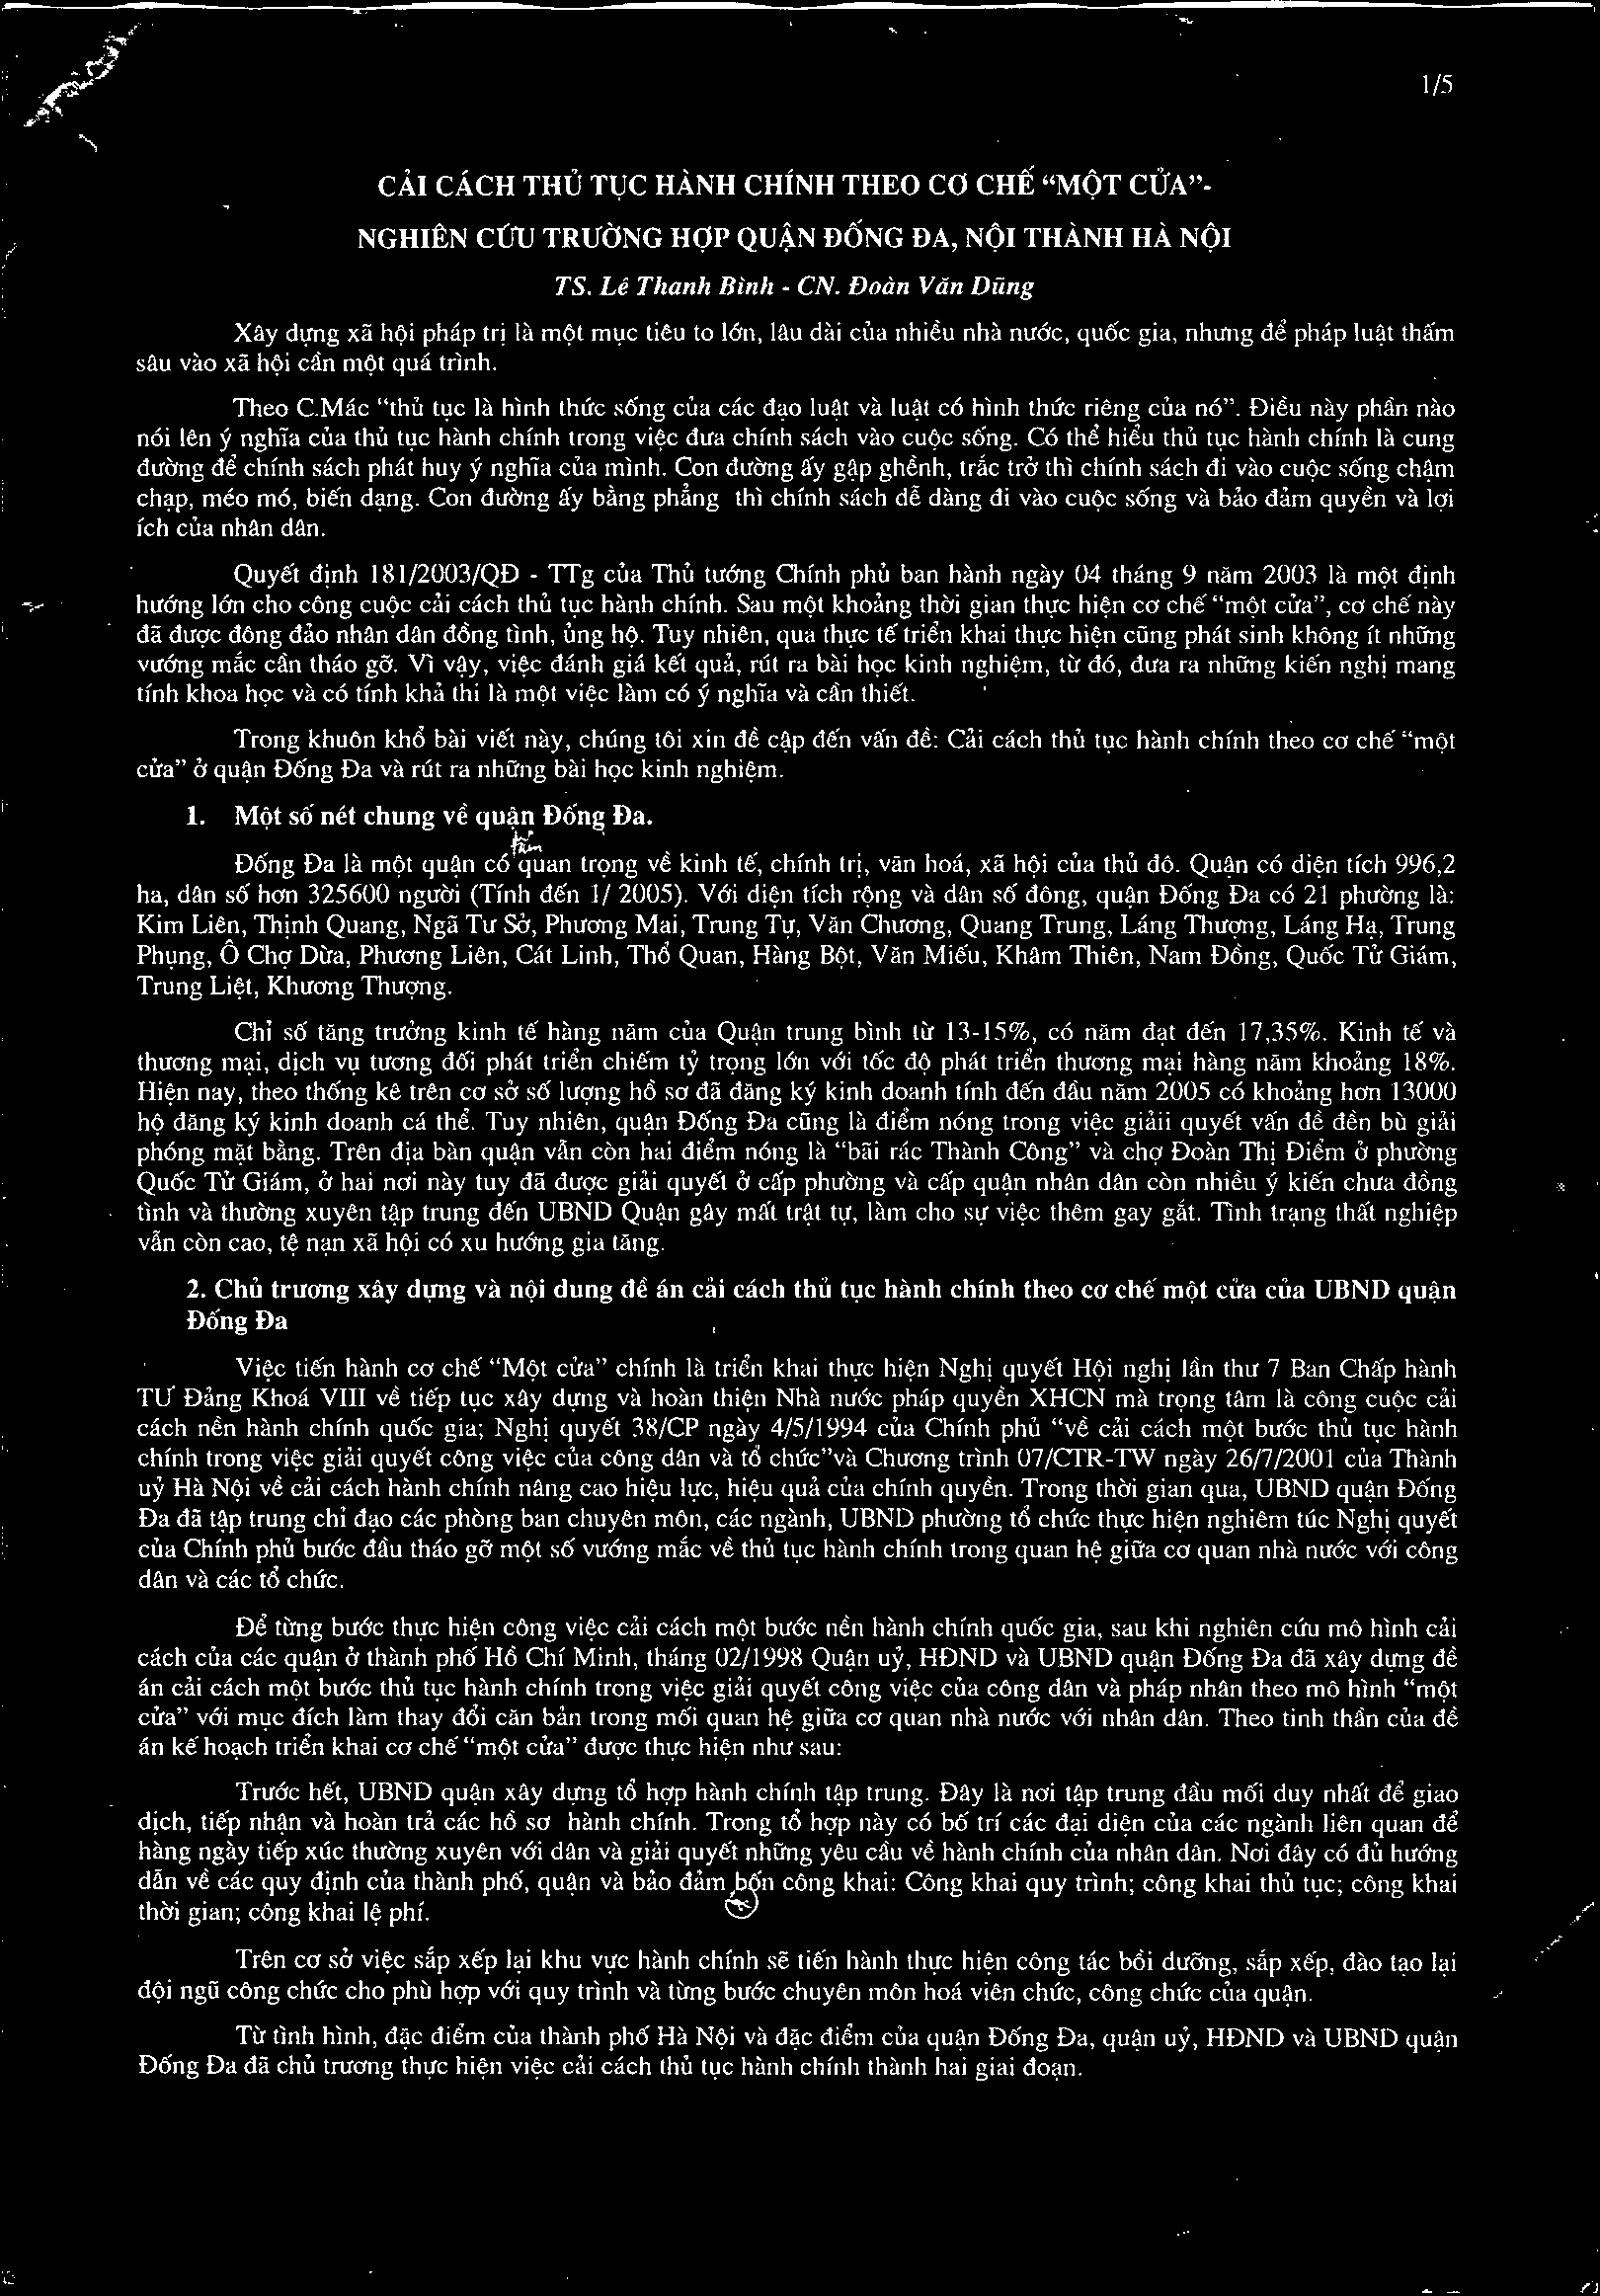 1/5
CẢI CÁCH THỦ TỤC HÀNH CHÍNH THEO CƠ CHẾ “MỘT CỬA”-
NGHIÊN CỨU TRƯỜNG HỢP QUẬN ĐỐNG ĐA, NỘI THÀNH HÀ NỘI
TS. Lê Thanh Bình - CN. Đoàn Văn Dũng
Xây dựng xã hội pháp trị là một mục tiêu to lớn, lâu dài của nhiều nhà nước, quốc gia, nhưng để pháp luật thấm
sâu vào xã hội cần một quá trình.
Theo C.Mác “thủ tục là hình thức sống của các đạo luật và luật có hình thức riêng của nó”. Điều này phần nào
nói lên ý nghĩa của thủ tục hành chính trong việc đưa chính sách vào cuộc sống. Có thể hiểu thủ tục hành chính là cung
đường để chính sách phát huy ý nghĩa của mình. Con đường ấy gập ghềnh, trắc trở thì chính sách đi vào cuộc sống chậm
chạp, méo mó, biến dạng. Con đường ấy bằng phẳng thì chính sách dễ dàng đi vào cuộc sống và bảo đảm quyền và lợi
ích của nhân dân.
Quyết định 181/2003/QĐ - TTg của Thủ tướng Chính phủ ban hành ngày 04 tháng 9 năm 2003 là một định
hướng lớn cho công cuộc cải cách thủ tục hành chính. Sau một khoảng thời gian thực hiện cơ chế “một cửa”, cơ chế này
đã được đông đảo nhân dân đồng tình, ủng hộ. Tuy nhiên, qua thực tế triển khai thực hiện cũng phát sinh không ít những
vướng mắc cần tháo gỡ. Vì vậy, việc đánh giá kết quả, rút ra bài học kinh nghiệm, từ đó, đưa ra những kiến nghị mang
tính khoa học và có tính khả thi là một việc làm có ý nghĩa và cần thiết.
Trong khuôn khổ bài viết này, chúng tôi xin đề cập đến vấn đề: Cải cách thủ tục hành chính theo cơ chế “một
cửa” ở quận Đống Đa và rút ra những bài học kinh nghiệm.
1. Một số nét chung về quận Đống Đa.
tầm
Đống Đa là một quận có quan trọng về kinh tế, chính trị, văn hoá, xã hội của thủ đô. Quận có diện tích 996,2
ha, dân số hơn 325600 người (Tính đến 1/ 2005). Với diện tích rộng và dân số đông, quận Đống Đa có 21 phường là:
Kim Liên, Thịnh Quang, Ngã Tư Sở, Phương Mai, Trung Tự, Văn Chương, Quang Trung, Láng Thượng, Láng Hạ, Trung
Phụng, Ô Chợ Dừa, Phương Liên, Cát Linh, Thổ Quan, Hàng Bột, Văn Miếu, Khâm Thiên, Nam Đồng, Quốc Tử Giám,
Trung Liệt, Khương Thượng.
Chỉ số tăng trưởng kinh tế hàng năm của Quận trung bình từ 13-15%, có năm đạt đến 17,35%. Kinh tế và
thương mại, dịch vụ tương đối phát triển chiếm tỷ trọng lớn với tốc độ phát triển thương mại hàng năm khoảng 18%.
Hiện nay, theo thống kê trên cơ sở số lượng hồ sơ đã đăng ký kinh doanh tính đến đầu năm 2005 có khoảng hơn 13000
hộ đăng ký kinh doanh cá thể. Tuy nhiên, quận Đống Đa cũng là điểm nóng trong việc giảii quyết vấn đề đền bù giải
phóng mặt bằng. Trên địa bàn quận vẫn còn hai điểm nóng là “bãi rác Thành Công” và chợ Đoàn Thị Điểm ở phường
Quốc Tử Giám, ở hai nơi này tuy đã được giải quyết ở cấp phường và cấp quận nhân dân còn nhiều ý kiến chưa đồng
tình và thường xuyên tập trung đến UBND Quận gây mất trật tự, làm cho sự việc thêm gay gắt. Tình trạng thất nghiệp
vẫn còn cao, tệ nạn xã hội có xu hướng gia tăng.
2. Chủ trương xây dựng và nội dung đề án cải cách thủ tục hành chính theo cơ chế một cửa của UBND quận
Đống Đa
Việc tiến hành cơ chế “Một cửa” chính là triển khai thực hiện Nghị quyết Hội nghị lần thư 7 Ban Chấp hành
TƯ Đảng Khoá VIII về tiếp tục xây dựng và hoàn thiện Nhà nước pháp quyền XHCN mà trọng tâm là công cuộc cải
cách nền hành chính quốc gia; Nghị quyết 38/CP ngày 4/5/1994 của Chính phủ “về cải cách một bước thủ tục hành
chính trong việc giải quyết công việc của công dân và tổ chức”và Chương trình 07/CTR-TW ngày 26/7/2001 của Thành
uỷ Hà Nội về cải cách hành chính nâng cao hiệu lực, hiệu quả của chính quyền. Trong thời gian qua, UBND quận Đống
Đa đã tập trung chỉ đạo các phòng ban chuyên môn, các ngành, UBND phường tổ chức thực hiện nghiêm túc Nghị quyết
của Chính phủ bước đầu tháo gỡ một số vướng mắc về thủ tục hành chính trong quan hệ giữa cơ quan nhà nước với công
dân và các tổ chức.
Để từng bước thực hiện công việc cải cách một bước nền hành chính quốc gia, sau khi nghiên cứu mô hình cải
cách của các quận ở thành phố Hồ Chí Minh, tháng 02/1998 Quận uỷ, HĐND và UBND quận Đống Đa đã xây dựng đề
án cải cách một bước thủ tục hành chính trong việc giải quyết công việc của công dân và pháp nhân theo mô hình “một
cửa” với mục đích làm thay đổi căn bản trong mối quan hệ giữa cơ quan nhà nước với nhân dân. Theo tinh thần của đề
án kế hoạch triển khai cơ chế “một cửa” được thực hiện như sau:
Trước hết, UBND quận xây dựng tổ hợp hành chính tập trung. Đây là nơi tập trung đầu mối duy nhất để giao
dịch, tiếp nhận và hoàn trả các hồ sơ hành chính. Trong tổ hợp này có bố trí các đại diện của các ngành liên quan để
hàng ngày tiếp xúc thường xuyên với dân và giải quyết những yêu cầu về hành chính của nhân dân. Nơi đây có đủ hướng
dẫn về các quy định của thành phố, quận và bảo đảm bốn công khai: Công khai quy trình; công khai thủ tục; công khai
thời gian; công khai lệ phí.
Trên cơ sở việc sắp xếp lại khu vực hành chính sẽ tiến hành thực hiện công tác bồi dưỡng, sắp xếp, đào tạo lại
đội ngũ công chức cho phù hợp với quy trình và từng bước chuyên môn hoá viên chức, công chức của quận.
Từ tình hình, đặc điểm của thành phố Hà Nội và đặc điểm của quận Đống Đa, quận uỷ, HĐND và UBND quận
Đống Đa đã chủ trương thực hiện việc cải cách thủ tục hành chính thành hai giai đoạn.